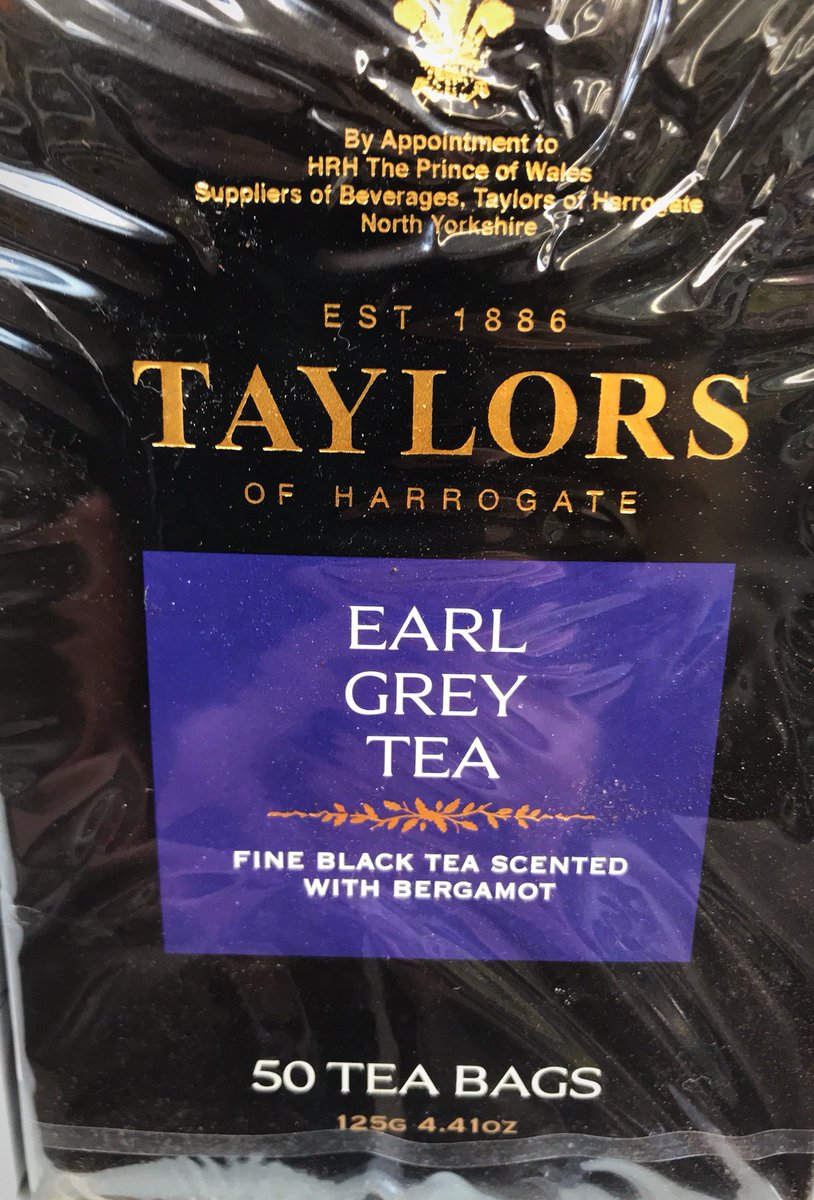 By Appointment to
HRH The Prince of Wales
Suppliers of Beverages, Taylors of Harrogate
North Yorkshire
EST 1886
TAYLORS
OF HARROGATE
EARL
GREY
TEA
FINE BLACK TEA SCENTED
WITH BERGAMOT
50 TEA BAGS
125G 4.41OZ